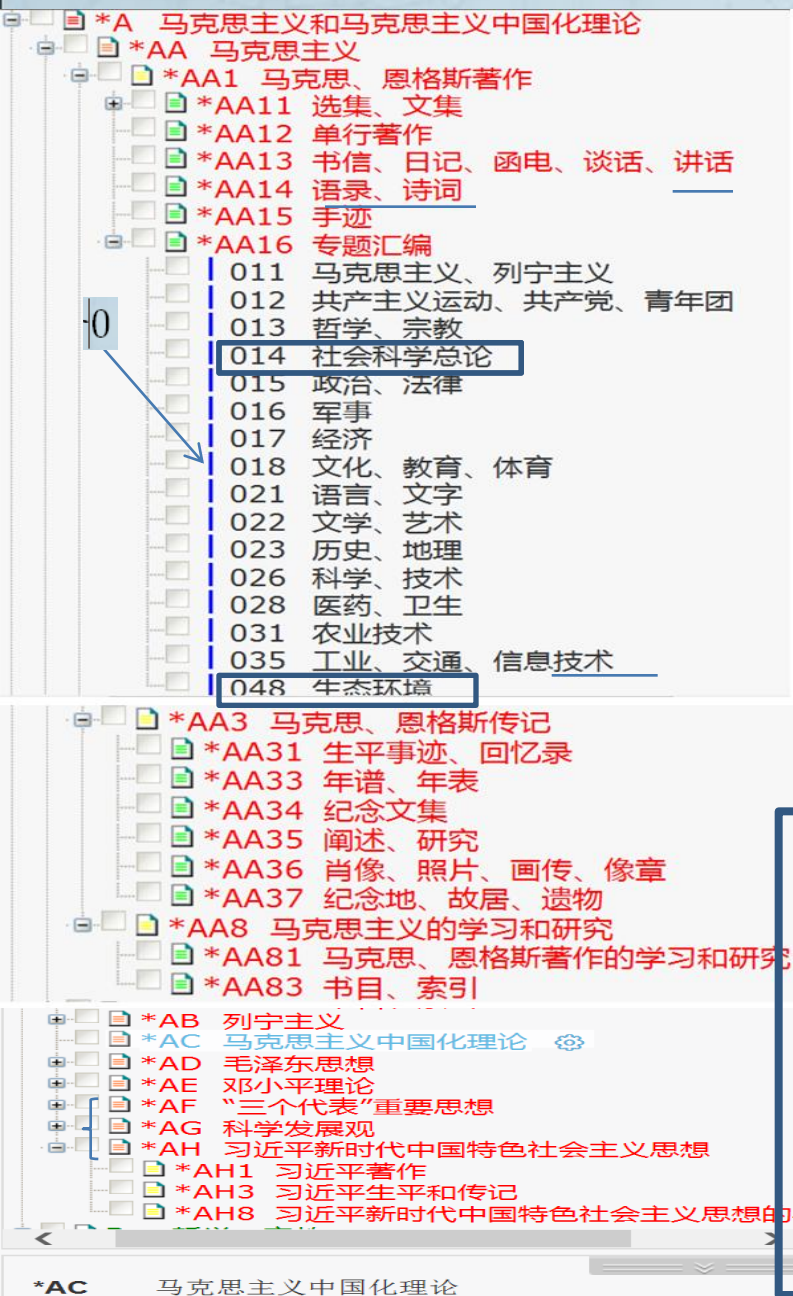 *A 马克思主义和马克思主义中国化理论
*AA 马克思主义
*AA1 马克思、恩格斯著作
*AA11 选集、文集
*AA12 单行著作
*AA13 书信、日记、函电、谈话、讲话
*AA14 语录、诗词
*AA15 手迹
*AA16 专题汇编
011 马克思主义、列宁主义
012 共产主义运动、共产党、青年团
013 哲学、宗教
014 社会科学总论
015 政治、法律
016 军事
017 经济
018 文化、教育、体育
021 语言、文字
022 文学、艺术
023 历史、地理
026 科学、技术
028 医药、卫生
031 农业技术
035 工业、交通、信息技术
048 生态环境
-0
*AA3 马克思、恩格斯传记
*AA31 生平事迹、回忆录
*AA33 年谱、年表
*AA34 纪念文集
*AA35 阐述、研究
*AA36 肖像、照片、画传、像章
*AA37 纪念地、故居、遗物
*AA8 马克思主义的学习和研究
*AA81 马克思、恩格斯著作的学习和研究
*AA83 书目、索引
*AB 列宁主义
*AC 马克思主义中国化理论
*AD 毛泽东思想
*AE 邓小平理论
*AF “三个代表”重要思想
*AG 科学发展观
*AH 习近平新时代中国特色社会主义思想
*AH1 习近平著作
*AH3 习近平生平和传记
*AH8 习近平新时代中国特色社会主义思想的
*AC 马克思主义中国化理论